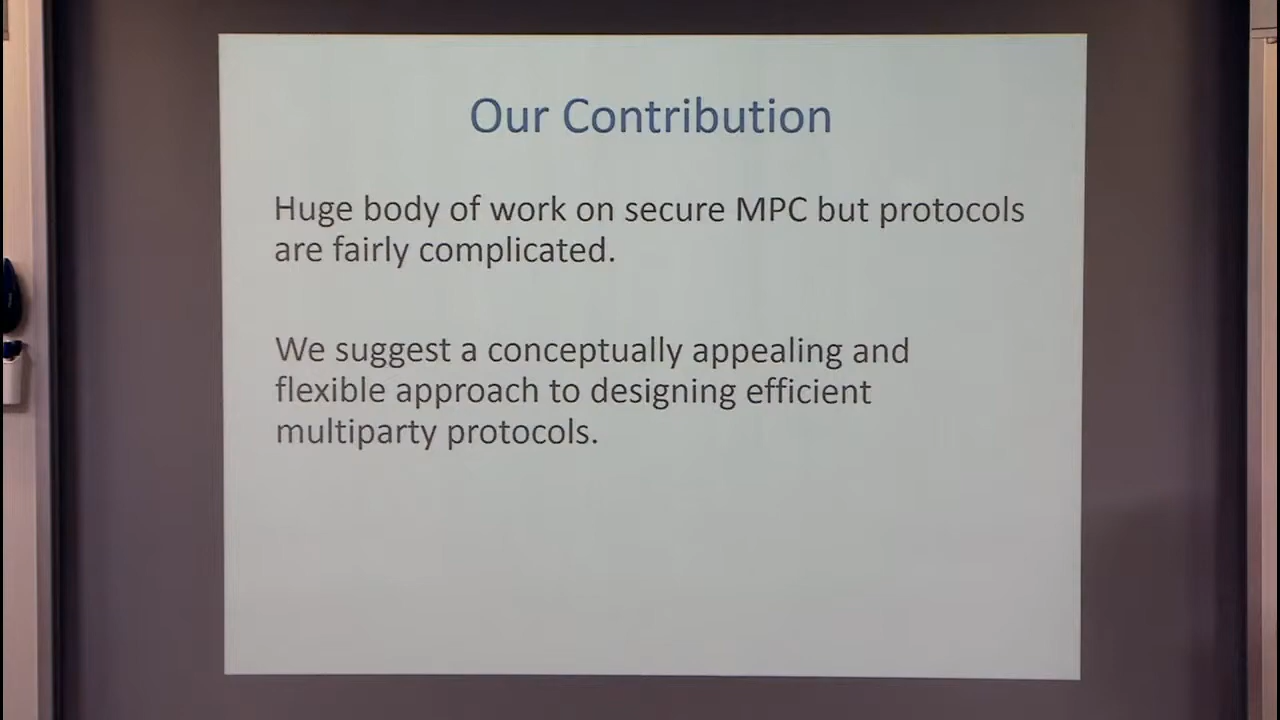 Our Contribution
Huge body of work on secure MPC but protocols
are fairly complicated.
We suggest a conceptually appealing and
flexible approach to designing efficient
multiparty protocols.